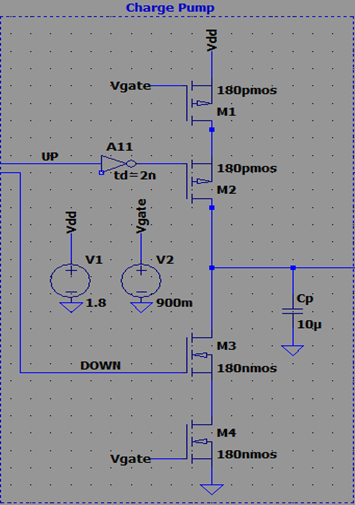 Charge Pump
Vdd
Vgate
180pmos
M1
UP
A11
td=2n
180pmos
M2
Vdd
Vgate
V1
1.8
V2
900m
Cp
10µ
M3
DOWN
180nmos
M4
Vgate
180nmos